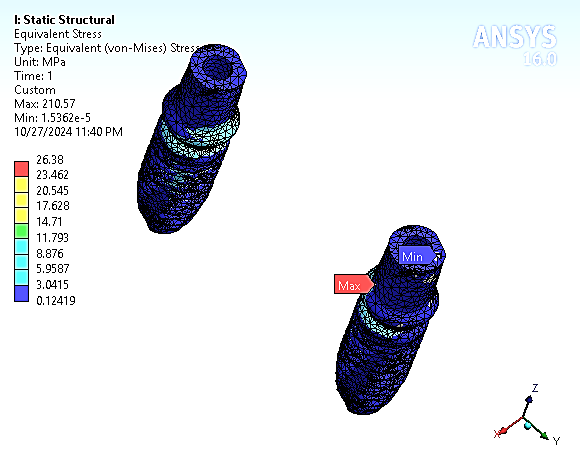 I: Static Structural
Equivalent Stress
Type: Equivalent (von-Mises) Stress
Unit: MPa
Time: 1
Custom
Max: 210.57
Min: 1.5362e-5
10/27/2024 11:40 PM
ANSYS
16.0
26.38
23.462
20.545
17.628
14.71
11.793
8.876
5.9587
3.0415
0.12419
Min
Max
Z
X
Y